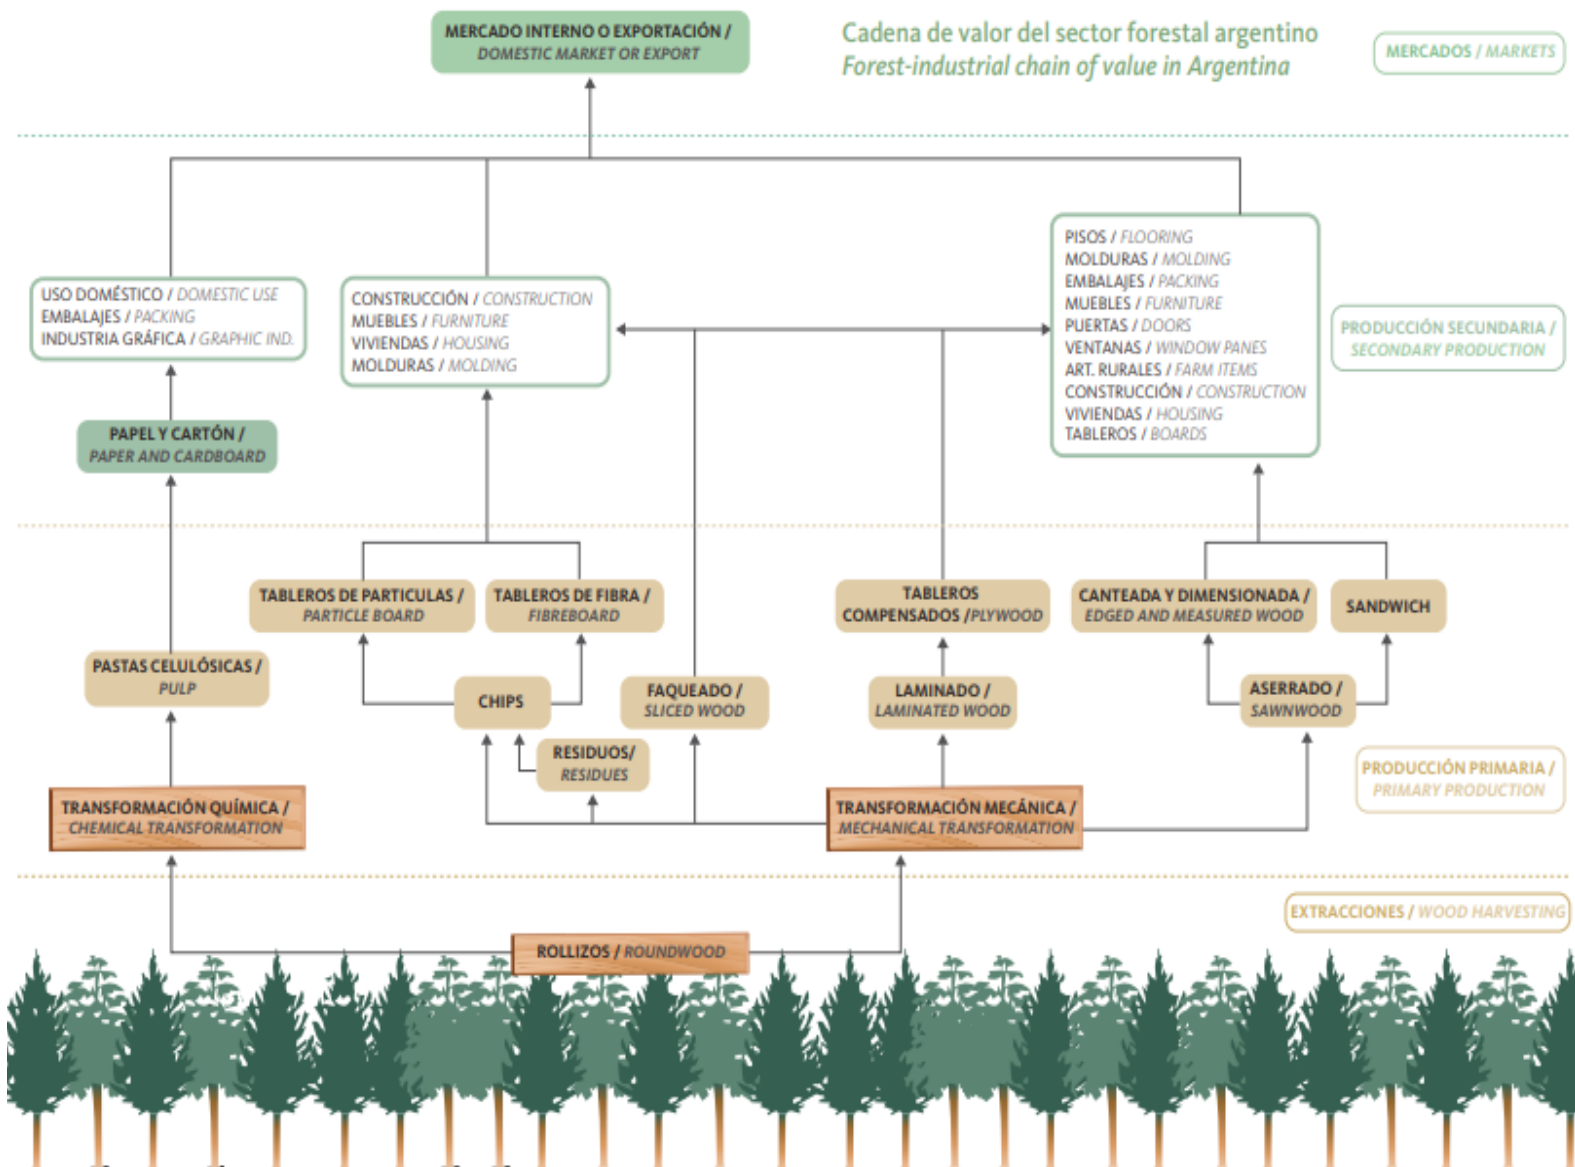 MERCADO INTERNO O EXPORTACIÓN /
DOMESTIC MARKET OR EXPORT
Cadena de valor del sector forestal argentino
Forest-industrial chain of value in Argentina
MERCADOS / MARKETS
USO DOMÉSTICO / DOMESTIC USE
EMBALAJES / PACKING
INDUSTRIA GRÁFICA / GRAPHIC IND.
CONSTRUCCIÓN / CONSTRUCTION
MUEBLES / FURNITURE
VIVIENDAS / HOUSING
MOLDURAS / MOLDING
PISOS / FLOORING
MOLDURAS / MOLDING
EMBALAJES / PACKING
MUEBLES / FURNITURE
PUERTAS / DOORS
VENTANAS / WINDOW PANES
ART. RURALES / FARM ITEMS
CONSTRUCCIÓN / CONSTRUCTION
VIVIENDAS / HOUSING
TABLEROS / BOARDS
PRODUCCIÓN SECUNDARIA /
SECONDARY PRODUCTION
PAPEL Y CARTÓN /
PAPER AND CARDBOARD
TABLEROS DE PARTICULAS /
PARTICLE BOARD
TABLEROS DE FIBRA /
FIBREBOARD
TABLEROS
COMPENSADOS /PLYWOOD
CANTEADA Y DIMENSIONADA /
EDGED AND MEASURED WOOD
SANDWICH
PASTAS CELULÓSICAS /
PULP
CHIPS
FAQUEADO /
SLICED WOOD
LAMINADO /
LAMINATED WOOD
ASERRADO /
SAWNWOOD
RESIDUOS/
RESIDUES
PRODUCCIÓN PRIMARIA /
PRIMARY PRODUCTION
TRANSFORMACIÓN QUÍMICA /
CHEMICAL TRANSFORMATION
TRANSFORMACIÓN MECÁNICA /
MECHANICAL TRANSFORMATION
EXTRACCIONES / WOOD HARVESTING
ROLLIZOS / ROUNDWOOD